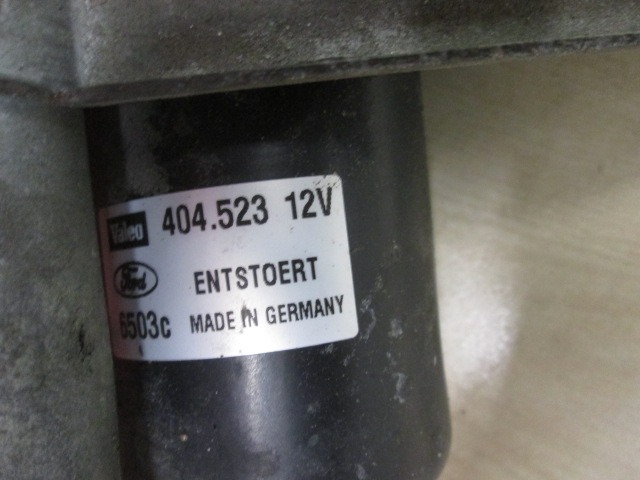 Valeo 404.523 12V
Ford ENTSTOERT
6503c MADE IN GERMANY